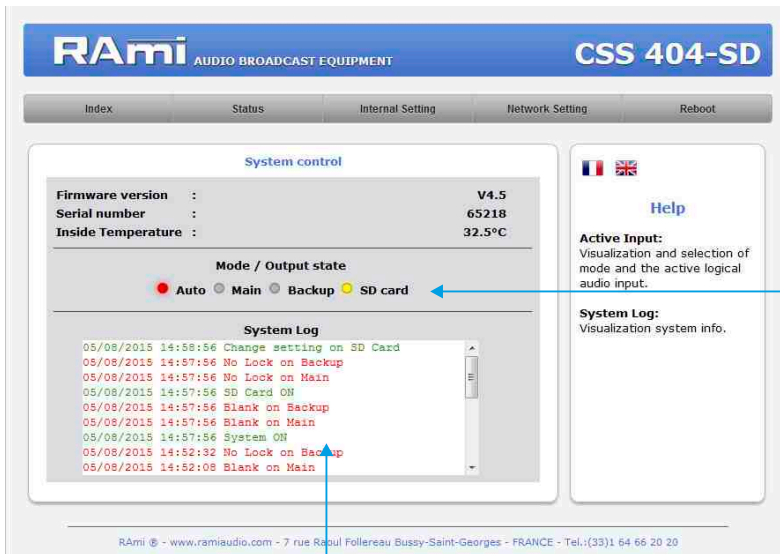 RAmi AUDIO BROADCAST EQUIPMENT
CSS 404-SD
Index Status Internal Setting Network Setting Reboot
System control
Firmware version : V4.5
Serial number : 65218
Inside Temperature : 32.5°C
Mode / Output state
Auto Main Backup SD card
System Log
05/08/2015 14:58:56 Change setting on SD Card
05/08/2015 14:57:56 No Lock on Backup
05/08/2015 14:57:56 No Lock on Main
05/08/2015 14:57:56 SD Card ON
05/08/2015 14:57:56 Blank on Backup
05/08/2015 14:57:56 Blank on Main
05/08/2015 14:57:56 System ON
05/08/2015 14:52:32 No Lock on Backup
05/08/2015 14:52:08 Blank on Main
Help
Active Input:
Visualization and selection of
mode and the active logical
audio input.
System Log:
Visualization system info.
RAmi ® - www.ramiaudio.com - 7 rue Raoul Follereau Bussy-Saint-Georges - FRANCE - Tel.:(33)1 64 66 20 20